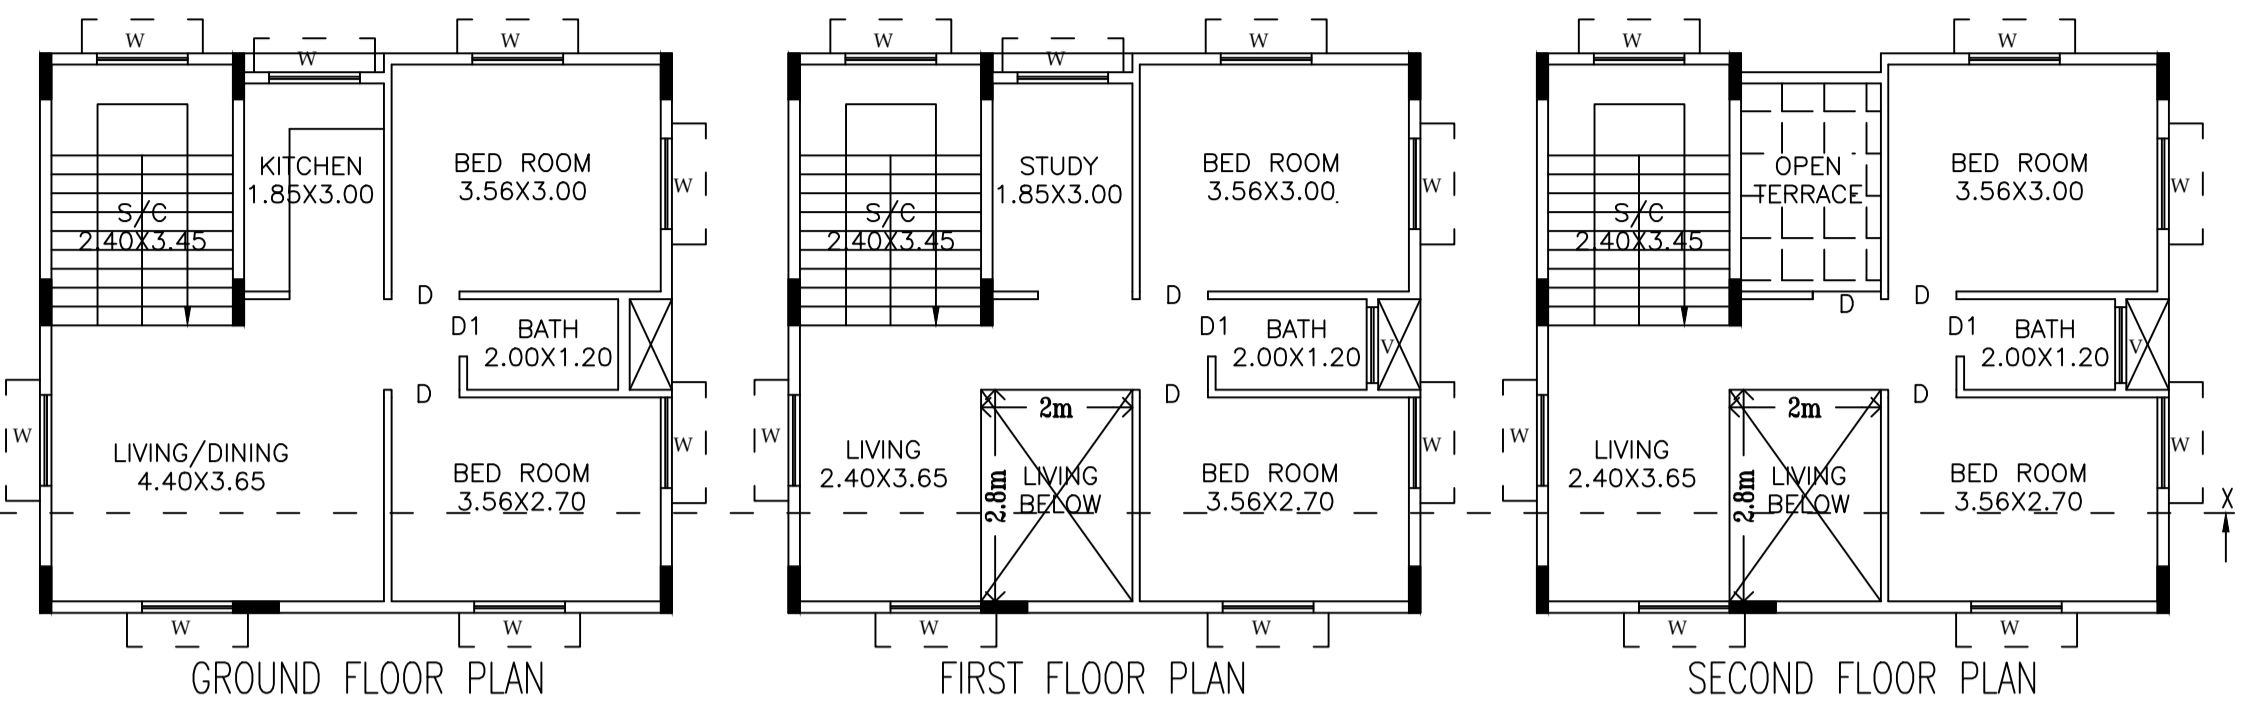 W
W
W
KITCHEN
1.85X3.00
BED ROOM
3.56X3.00
W
S/C
2.40X3.45
D
D1
BATH
2.00X1.20
D
W
LIVING/DINING
4.40X3.65
BED ROOM
3.56X2.70
W
W
W
GROUND FLOOR PLAN
W
W
W
STUDY
1.85X3.00
BED ROOM
3.56X3.00.
W
S/C
2.40X3.45
D
D1
BATH
2.00X1.20
V
D
2m
W
LIVING
2.40X3.65
2.8m
LIVING
BELOW
BED ROOM
3.56X2.70
W
W
W
FIRST FLOOR PLAN
W
W
OPEN
TERRACE
BED ROOM
3.56X3.00
W
S/C
2.40X3.45
D
D
D1
BATH
2.00X1.20
V
D
2m
W
LIVING
2.40X3.65
2.8m
LIVING
BELOW
BED ROOM
3.56X2.70
W
X
W
W
SECOND FLOOR PLAN